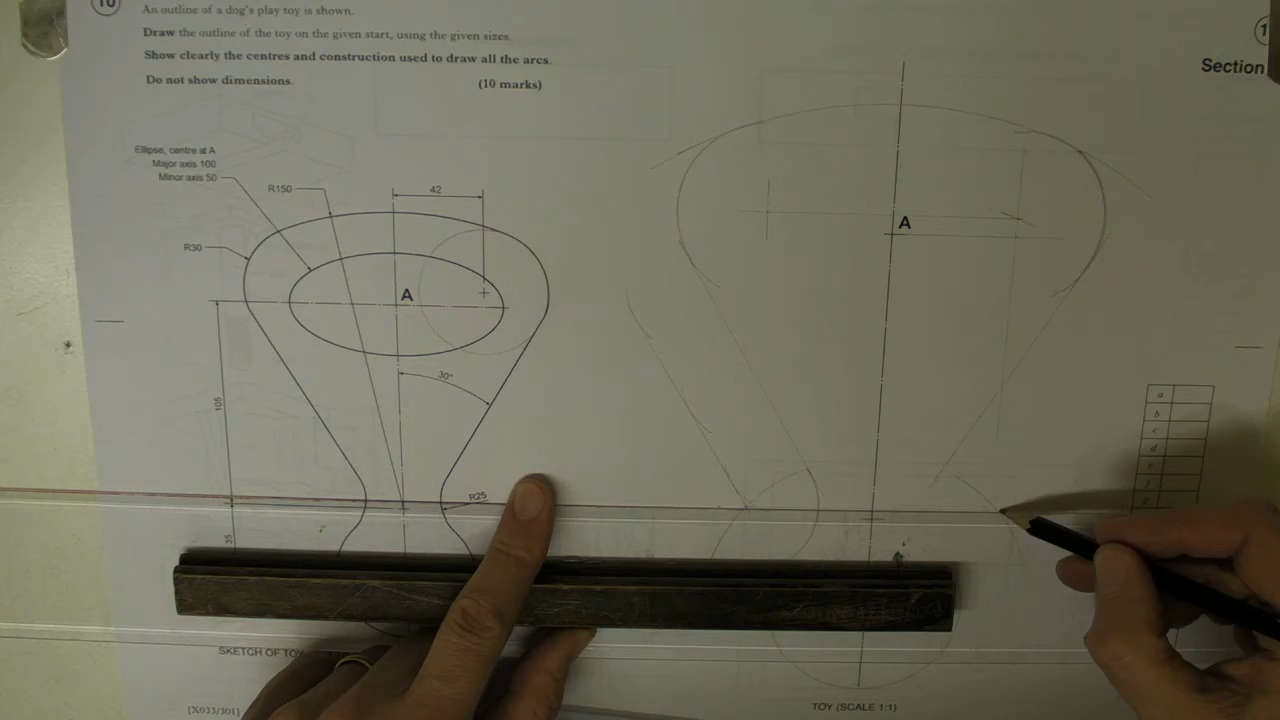 10
An outline of a dog's play toy is shown.
Draw the outline of the toy on the given start, using the given sizes.
Show clearly the centres and construction used to draw all the arcs.
Do not show dimensions. (10 marks)
1
Section
Ellipse, centre at A
Major axis 100
Minor axis 50
R150
42
R30
A
A
30°
105
R25
35
a
b
c
d
e
f
g
SKETCH OF TOY
[X033/301]
TOY (SCALE 1:1)